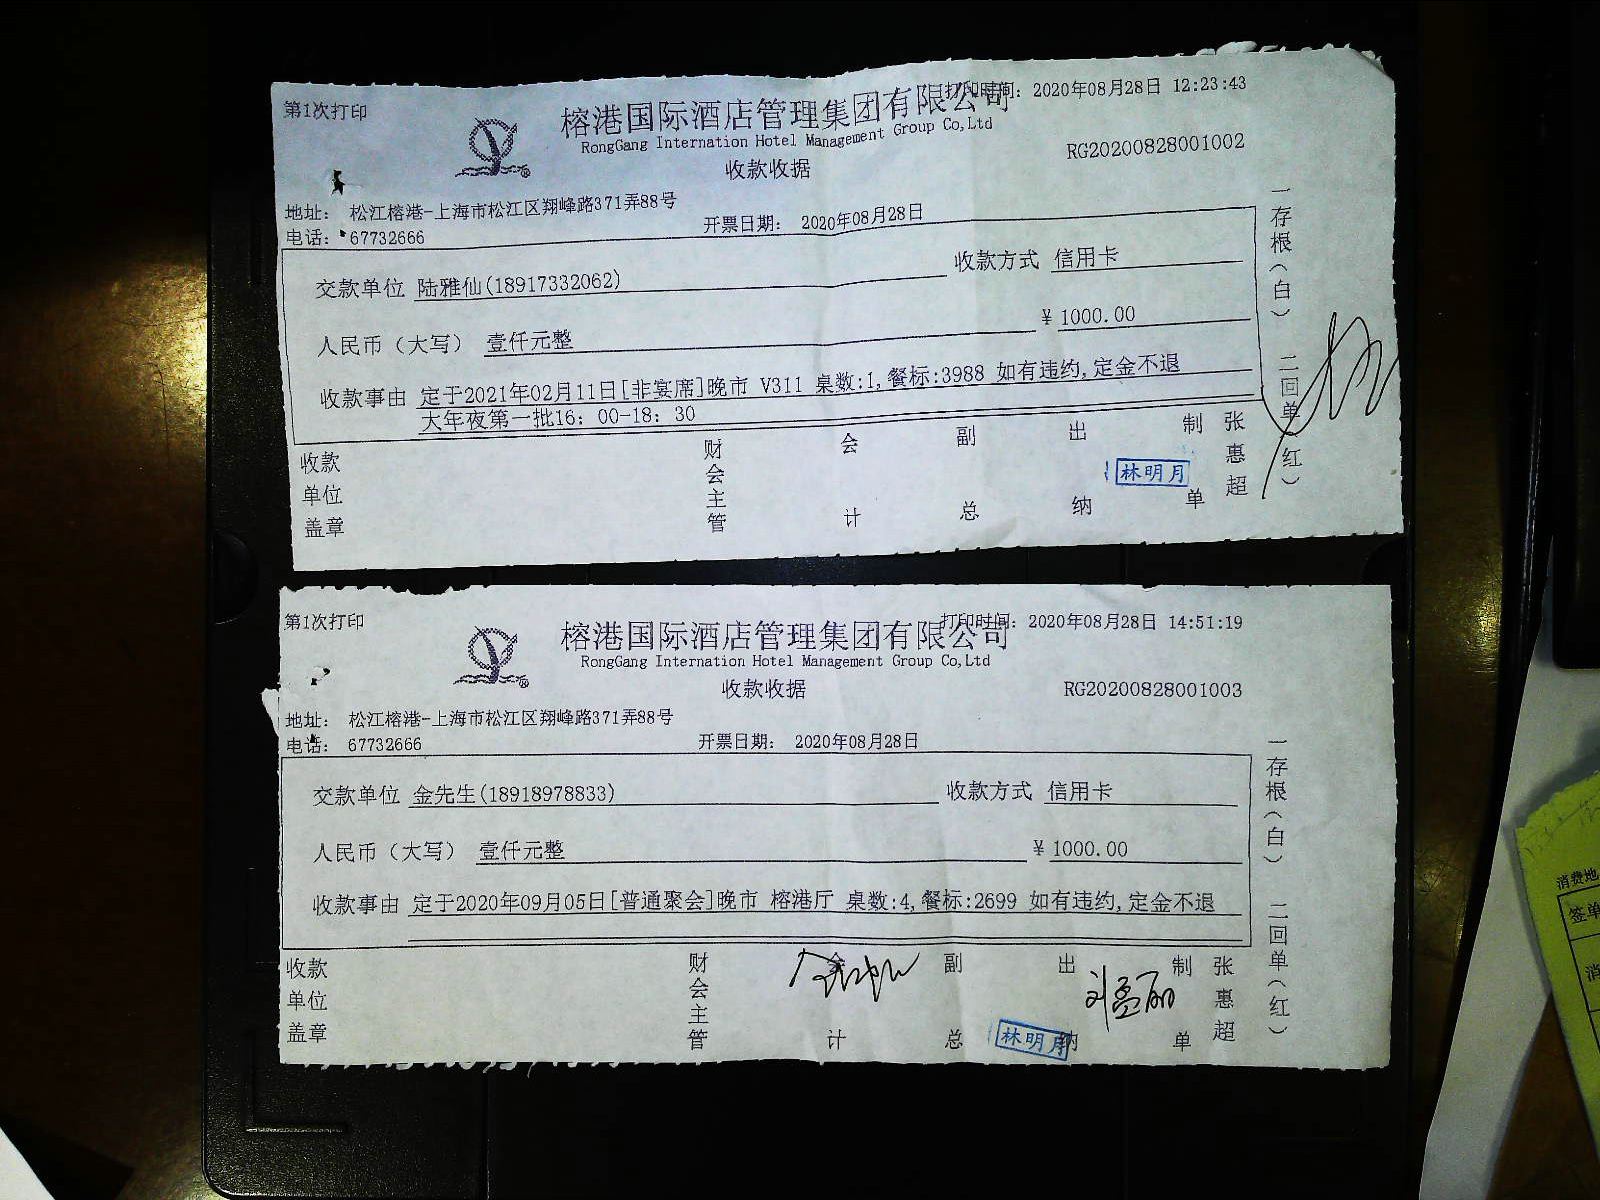 第1次打印
打印时间: 2020年08月28日 12:23:43
榕港国际酒店管理集团有限公司
RongGang Internation Hotel Management Group Co,Ltd
收款收据
RG20200828001002
地址: 松江榕港-上海市松江区翔峰路371弄88号
电话: 67732666
开票日期: 2020年08月28日
交款单位 陆雅仙(18917332062)
收款方式 信用卡
人民币（大写） 壹仟元整
¥ 1000.00
收款事由 定于2021年02月11日[非宴席]晚市 V311 桌数:1,餐标:3988 如有违约,定金不退
大年夜第一批16: 00-18: 30
收款单位盖章
财会主管
会计
副总
出纳
林明月
制单
张惠超
一存根(白) 二回单(红)
第1次打印
打印时间: 2020年08月28日 14:51:19
榕港国际酒店管理集团有限公司
RongGang Internation Hotel Management Group Co,Ltd
收款收据
RG20200828001003
地址: 松江榕港-上海市松江区翔峰路371弄88号
电话: 67732666
开票日期: 2020年08月28日
交款单位 金先生(18918978833)
收款方式 信用卡
人民币（大写） 壹仟元整
¥ 1000.00
收款事由 定于2020年09月05日[普通聚会]晚市 榕港厅 桌数:4,餐标:2699 如有违约,定金不退
收款单位盖章
财会主管
会计
副总
出纳
刘盈丽
林明月
制单
张惠超
一存根(白) 二回单(红)
消费地
签单
消